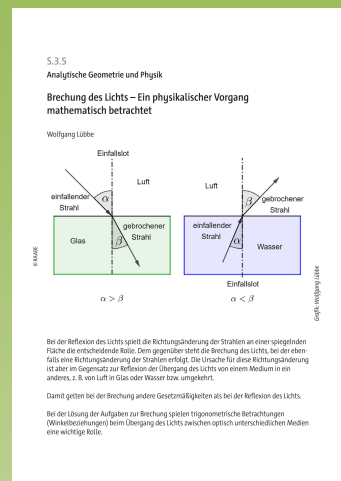 S.3.5
Analytische Geometrie und Physik
Brechung des Lichts – Ein physikalischer Vorgang
mathematisch betrachtet
Wolfgang Lübbe
Einfallslot
Luft
einfallender
Strahl
α
gebrochener
Strahl
β
Glas
α > β
Luft
β
gebrochener
Strahl
einfallender
Strahl
α
Wasser
Einfallslot
α < β
© RAABE
Grafik: Wolfgang Lübbe
Bei der Reflexion des Lichts spielt die Richtungsänderung der Strahlen an einer spiegelnden
Fläche die entscheidende Rolle. Dem gegenüber steht die Brechung des Lichts, bei der eben-
falls eine Richtungsänderung der Strahlen erfolgt. Die Ursache für diese Richtungsänderung
ist aber im Gegensatz zur Reflexion der Übergang des Lichts von einem Medium in ein
anderes, z. B. von Luft in Glas oder Wasser bzw. umgekehrt.
Damit gelten bei der Brechung andere Gesetzmäßigkeiten als bei der Reflexion des Lichts.
Bei der Lösung der Aufgaben zur Brechung spielen trigonometrische Betrachtungen
(Winkelbeziehungen) beim Übergang des Lichts zwischen optisch unterschiedlichen Medien
eine wichtige Rolle.